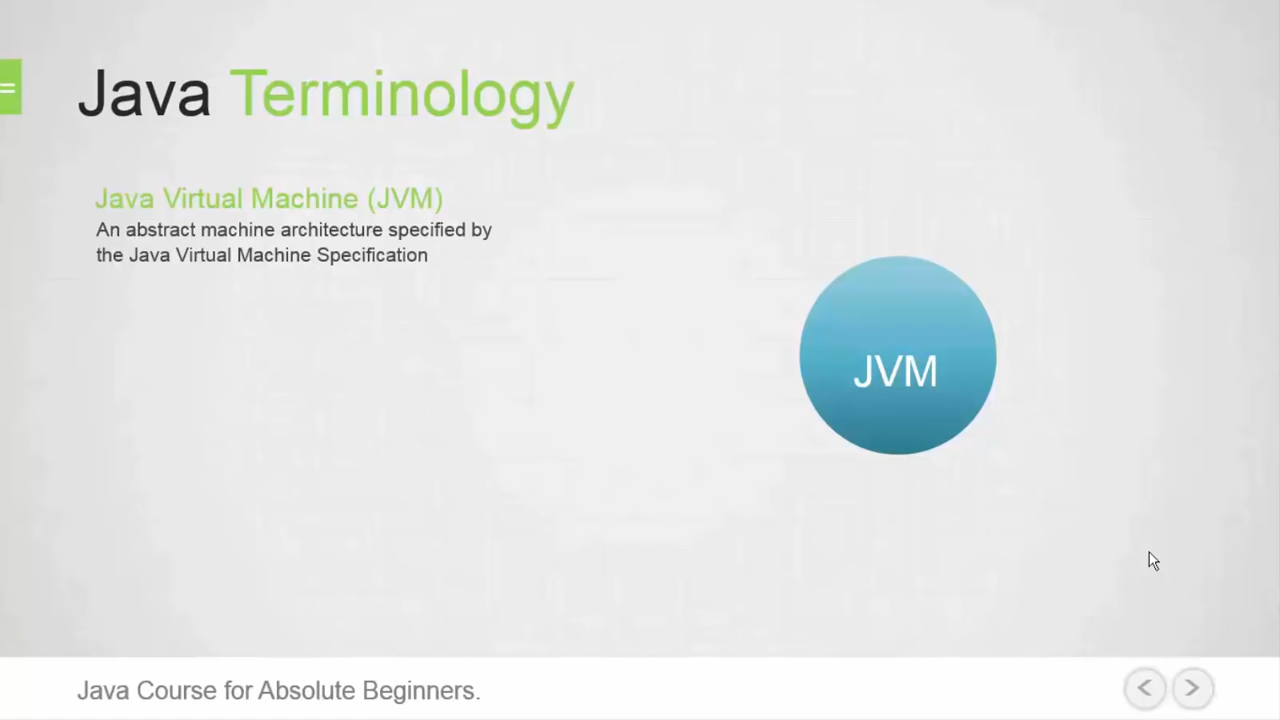 Java Terminology
Java Virtual Machine (JVM)
An abstract machine architecture specified by
the Java Virtual Machine Specification
JVM
Java Course for Absolute Beginners.